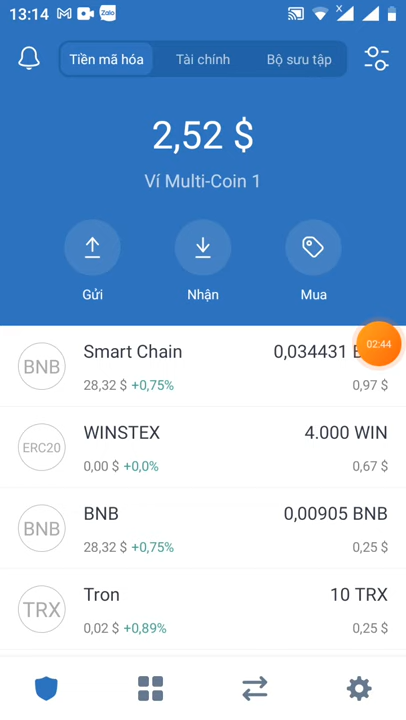 13:14 Zalo
Tiền mã hóa Tài chính Bộ sưu tập
2,52 $
Ví Multi-Coin 1
Gửi Nhận Mua
02:44
BNB Smart Chain 0,034431
28,32 $ +0,75% 0,97 $
ERC20 WINSTEX 4.000 WIN
0,00 $ +0,0% 0,67 $
BNB BNB 0,00905 BNB
28,32 $ +0,75% 0,25 $
TRX Tron 10 TRX
0,02 $ +0,89% 0,25 $